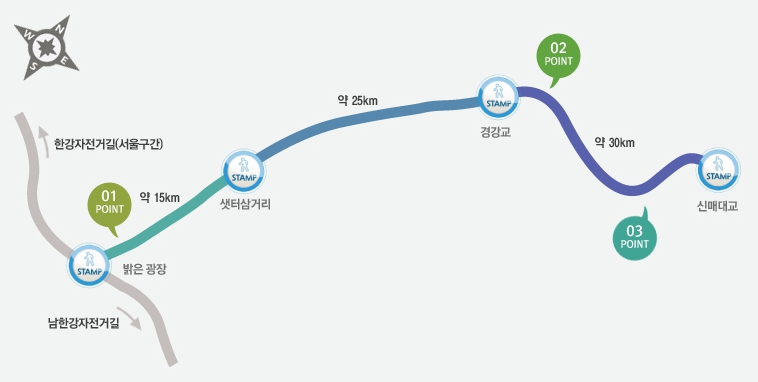 N
W
E
S
02
POINT
약 25km
STAMP
경강교
약 30km
한강자전거길(서울구간)
STAMP
샛터삼거리
01
POINT
약 15km
STAMP
신매대교
03
POINT
STAMP
밝은 광장
남한강자전거길